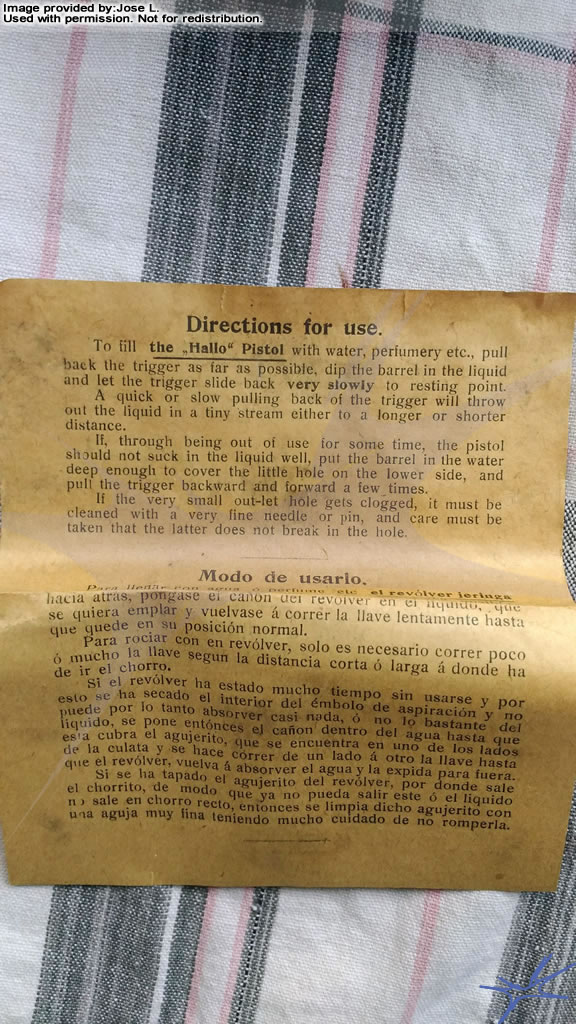 Image provided by:Jose L.
Used with permission. Not for redistribution.
Directions for use.
To fill the „Hallo“ Pistol with water, perfumery etc., pull
back the trigger as far as possible, dip the barrel in the liquid
and let the trigger slide back very slowly to resting point.
A quick or slow pulling back of the trigger will throw
out the liquid in a tiny stream either to a longer or shorter
distance.
If, through being out of use for some time, the pistol
should not suck in the liquid well, put the barrel in the water
deep enough to cover the little hole on the lower side, and
pull the trigger backward and forward a few times.
If the very small out-let hole gets clogged, it must be
cleaned with a very fine needle or pin, and care must be
taken that the latter does not break in the hole.
Modo de usarlo.
Para llenar con agua ó perfume etc. el revólver jeringa
hacia atrás, póngase el cañon del revólver en el liquido, que
se quiera emplar y vuelvase á correr la llave lentamente hasta
que quede en su posición normal.
Para rociar con en revólver, solo es necesario correr poco
ó mucho la llave segun la distancia corta ó larga á donde ha
de ir el chorro.
Si el revólver ha estado mucho tiempo sin usarse y por
esto se ha secado el interior del émbolo de aspiración y no
puede por lo tanto absorver casi nada, ó no lo bastante del
liquido, se pone entónces el cañon dentro del agua hasta que
esta cubra el agujerito, que se encuentra en uno de los lados
de la culata y se hace córrer de un lado á otro la llave hasta
que el revólver, vuelva á absorver el agua y la expida para fuera.
Si se ha tapado el agujerito del revólver, por donde sale
el chorrito, de modo que ya no pueda salir este ó el liquido
no sale en chorro recto, entonces se limpia dicho agujerito con
una aguja muy fina teniendo mucho cuidado de no romperla.